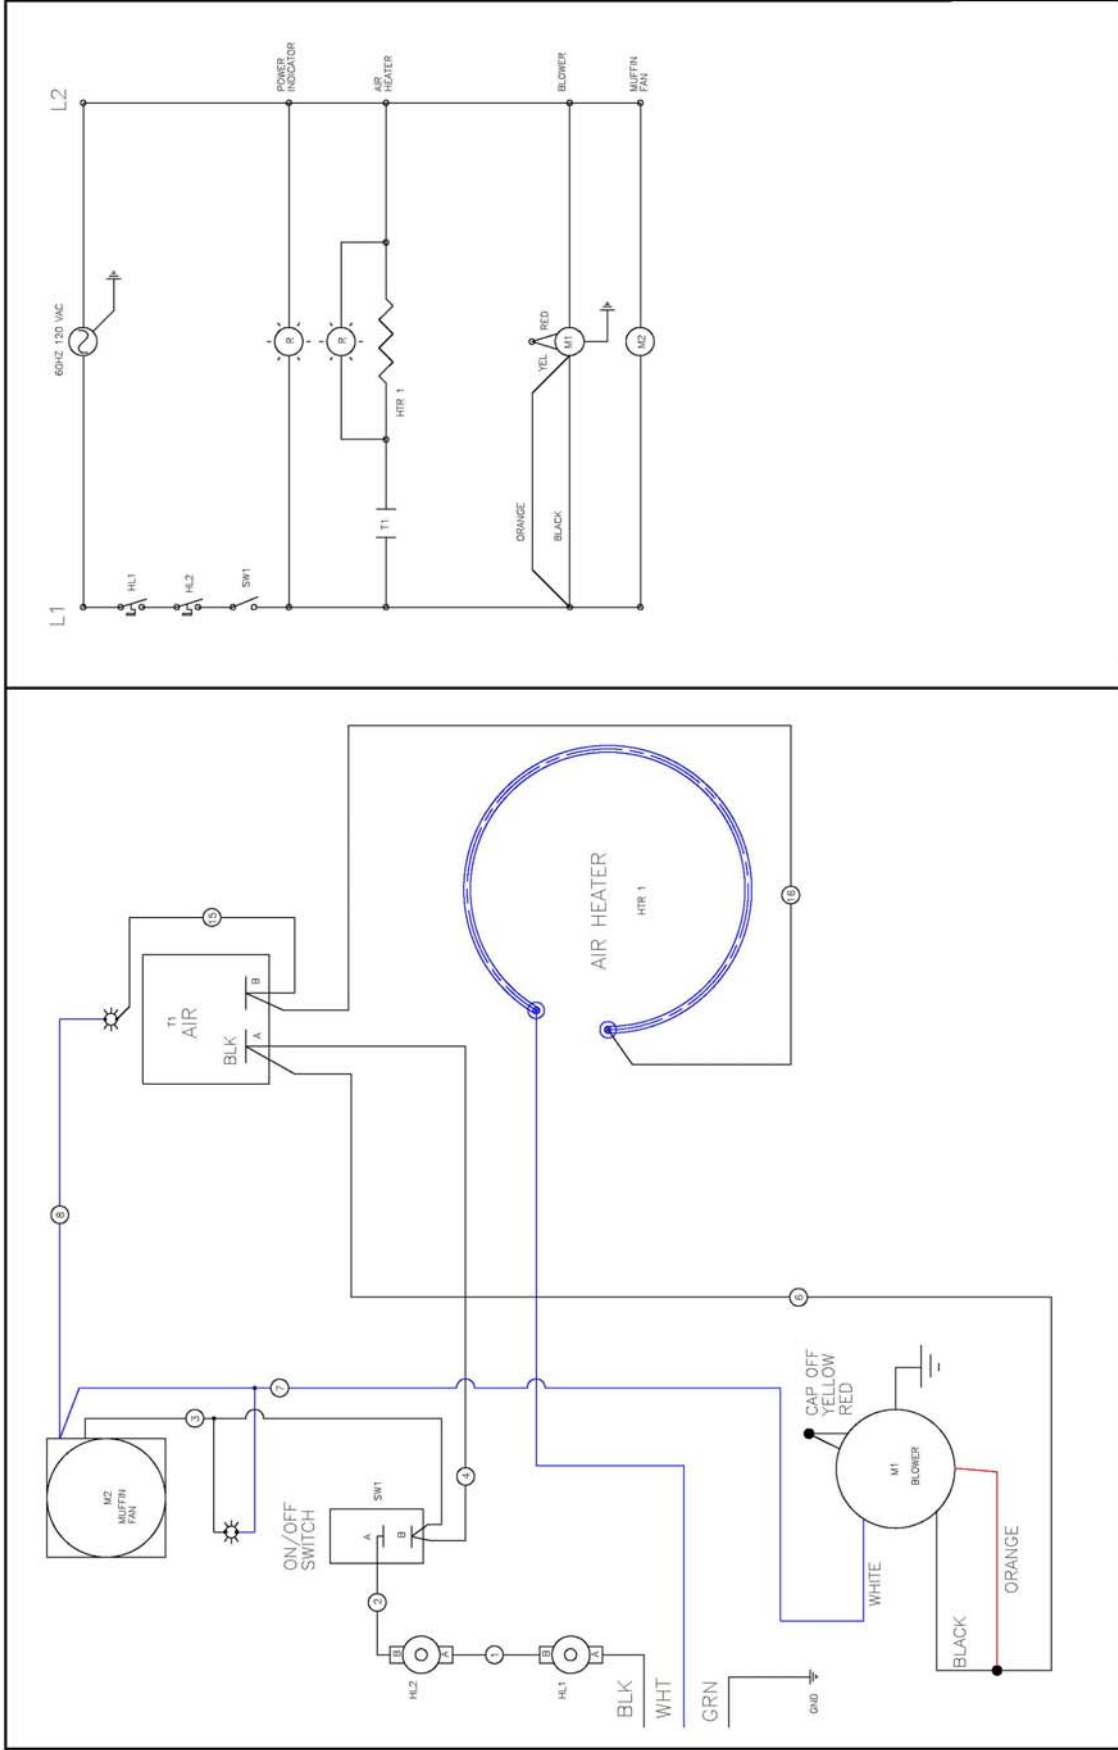 L1
L2
60HZ 120 VAC
HL1
HL2
SW1
R
POWER
INDICATOR
R
T1
HTR 1
AIR
HEATER
ORANGE
BLACK
YEL
RED
M1
BLOWER
M2
MUFFIN
FAN
M2
MUFFIN
FAN
8
15
T1
AIR
BLK
A
B
3
7
ON/OFF
SWITCH
SW1
A
B
2
4
HL2
B
A
1
HL1
B
A
BLK
WHT
GRN
GND
AIR HEATER
HTR 1
16
6
CAP OFF
YELLOW
RED
M1
BLOWER
WHITE
BLACK
ORANGE